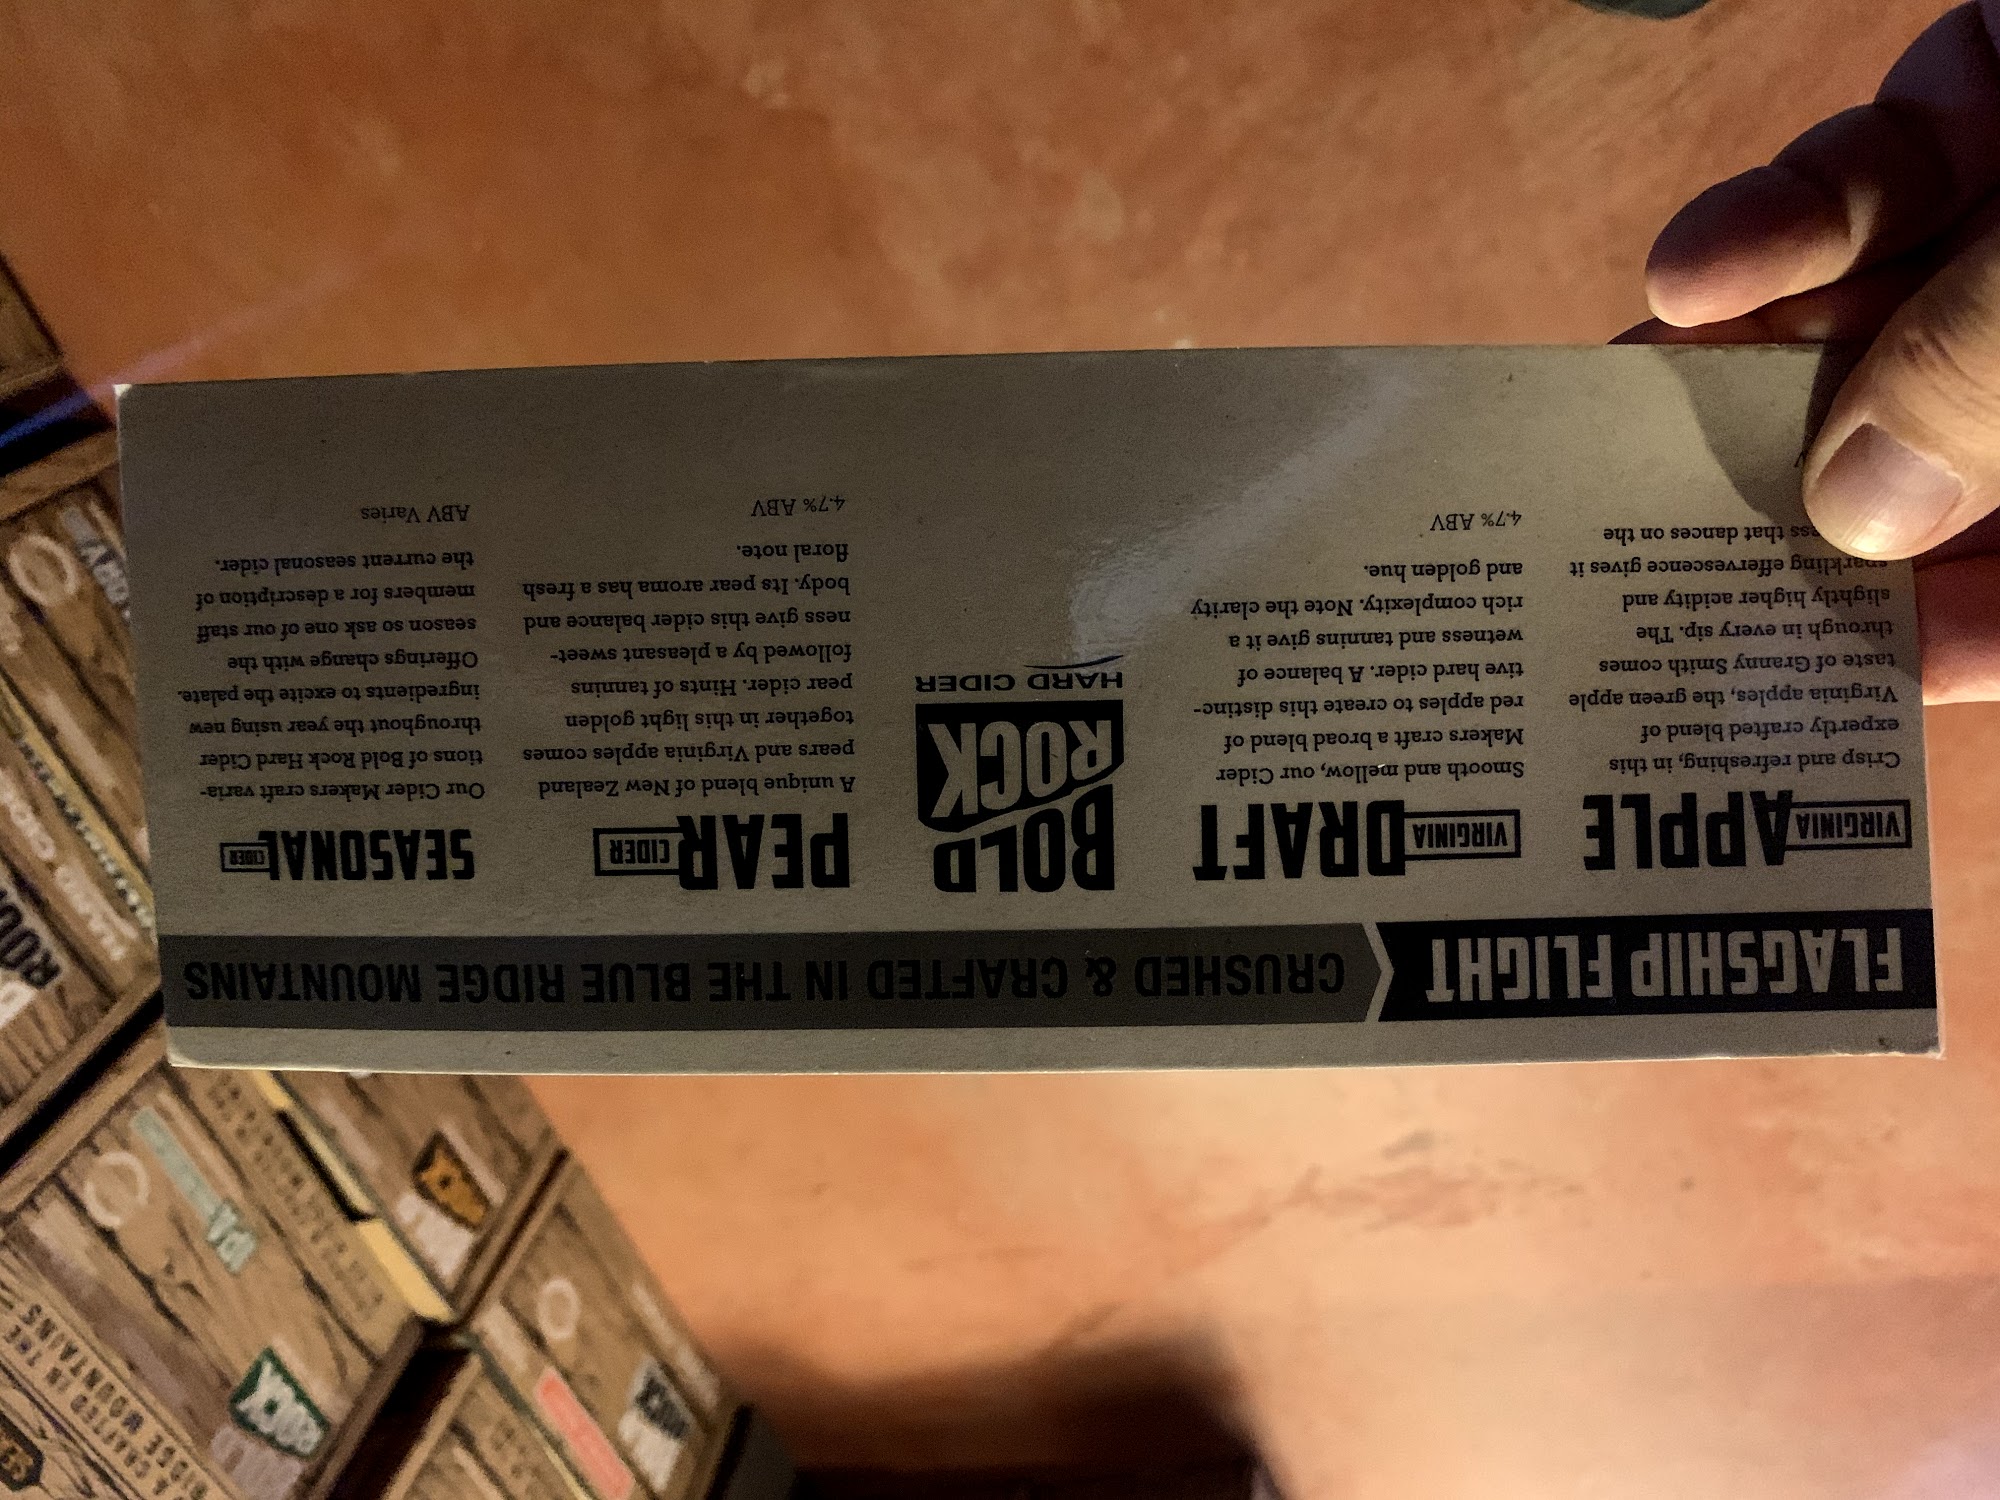 FLAGSHIP FLIGHT
CRUSHED & CRAFTED IN THE BLUE RIDGE MOUNTAINS
VIRGINIA APPLE
Crisp and refreshing, in this
expertly crafted blend of
Virginia apples, the green apple
taste of Granny Smith comes
through in every sip. The
slightly higher acidity and
sparkling effervescence gives it
that dances on the
VIRGINIA DRAFT
Smooth and mellow, our Cider
Makers craft a broad blend of
red apples to create this distinc-
tive hard cider. A balance of
wetness and tannins give it a
rich complexity. Note the clarity
and golden hue.
4.7% ABV
BOLD
ROCK
HARD CIDER
PEAR CIDER
A unique blend of New Zealand
pears and Virginia apples comes
together in this light golden
pear cider. Hints of tannins
followed by a pleasant sweet-
ness give this cider balance and
body. Its pear aroma has a fresh
floral note.
4.7% ABV
SEASONAL CIDER
Our Cider Makers craft varia-
tions of Bold Rock Hard Cider
throughout the year using new
ingredients to excite the palate.
Offerings change with the
season so ask one of our staff
members for a description of
the current seasonal cider.
ABV Varies
IPA
ROCK
& CRAFTED IN THE
MOUNTAINS